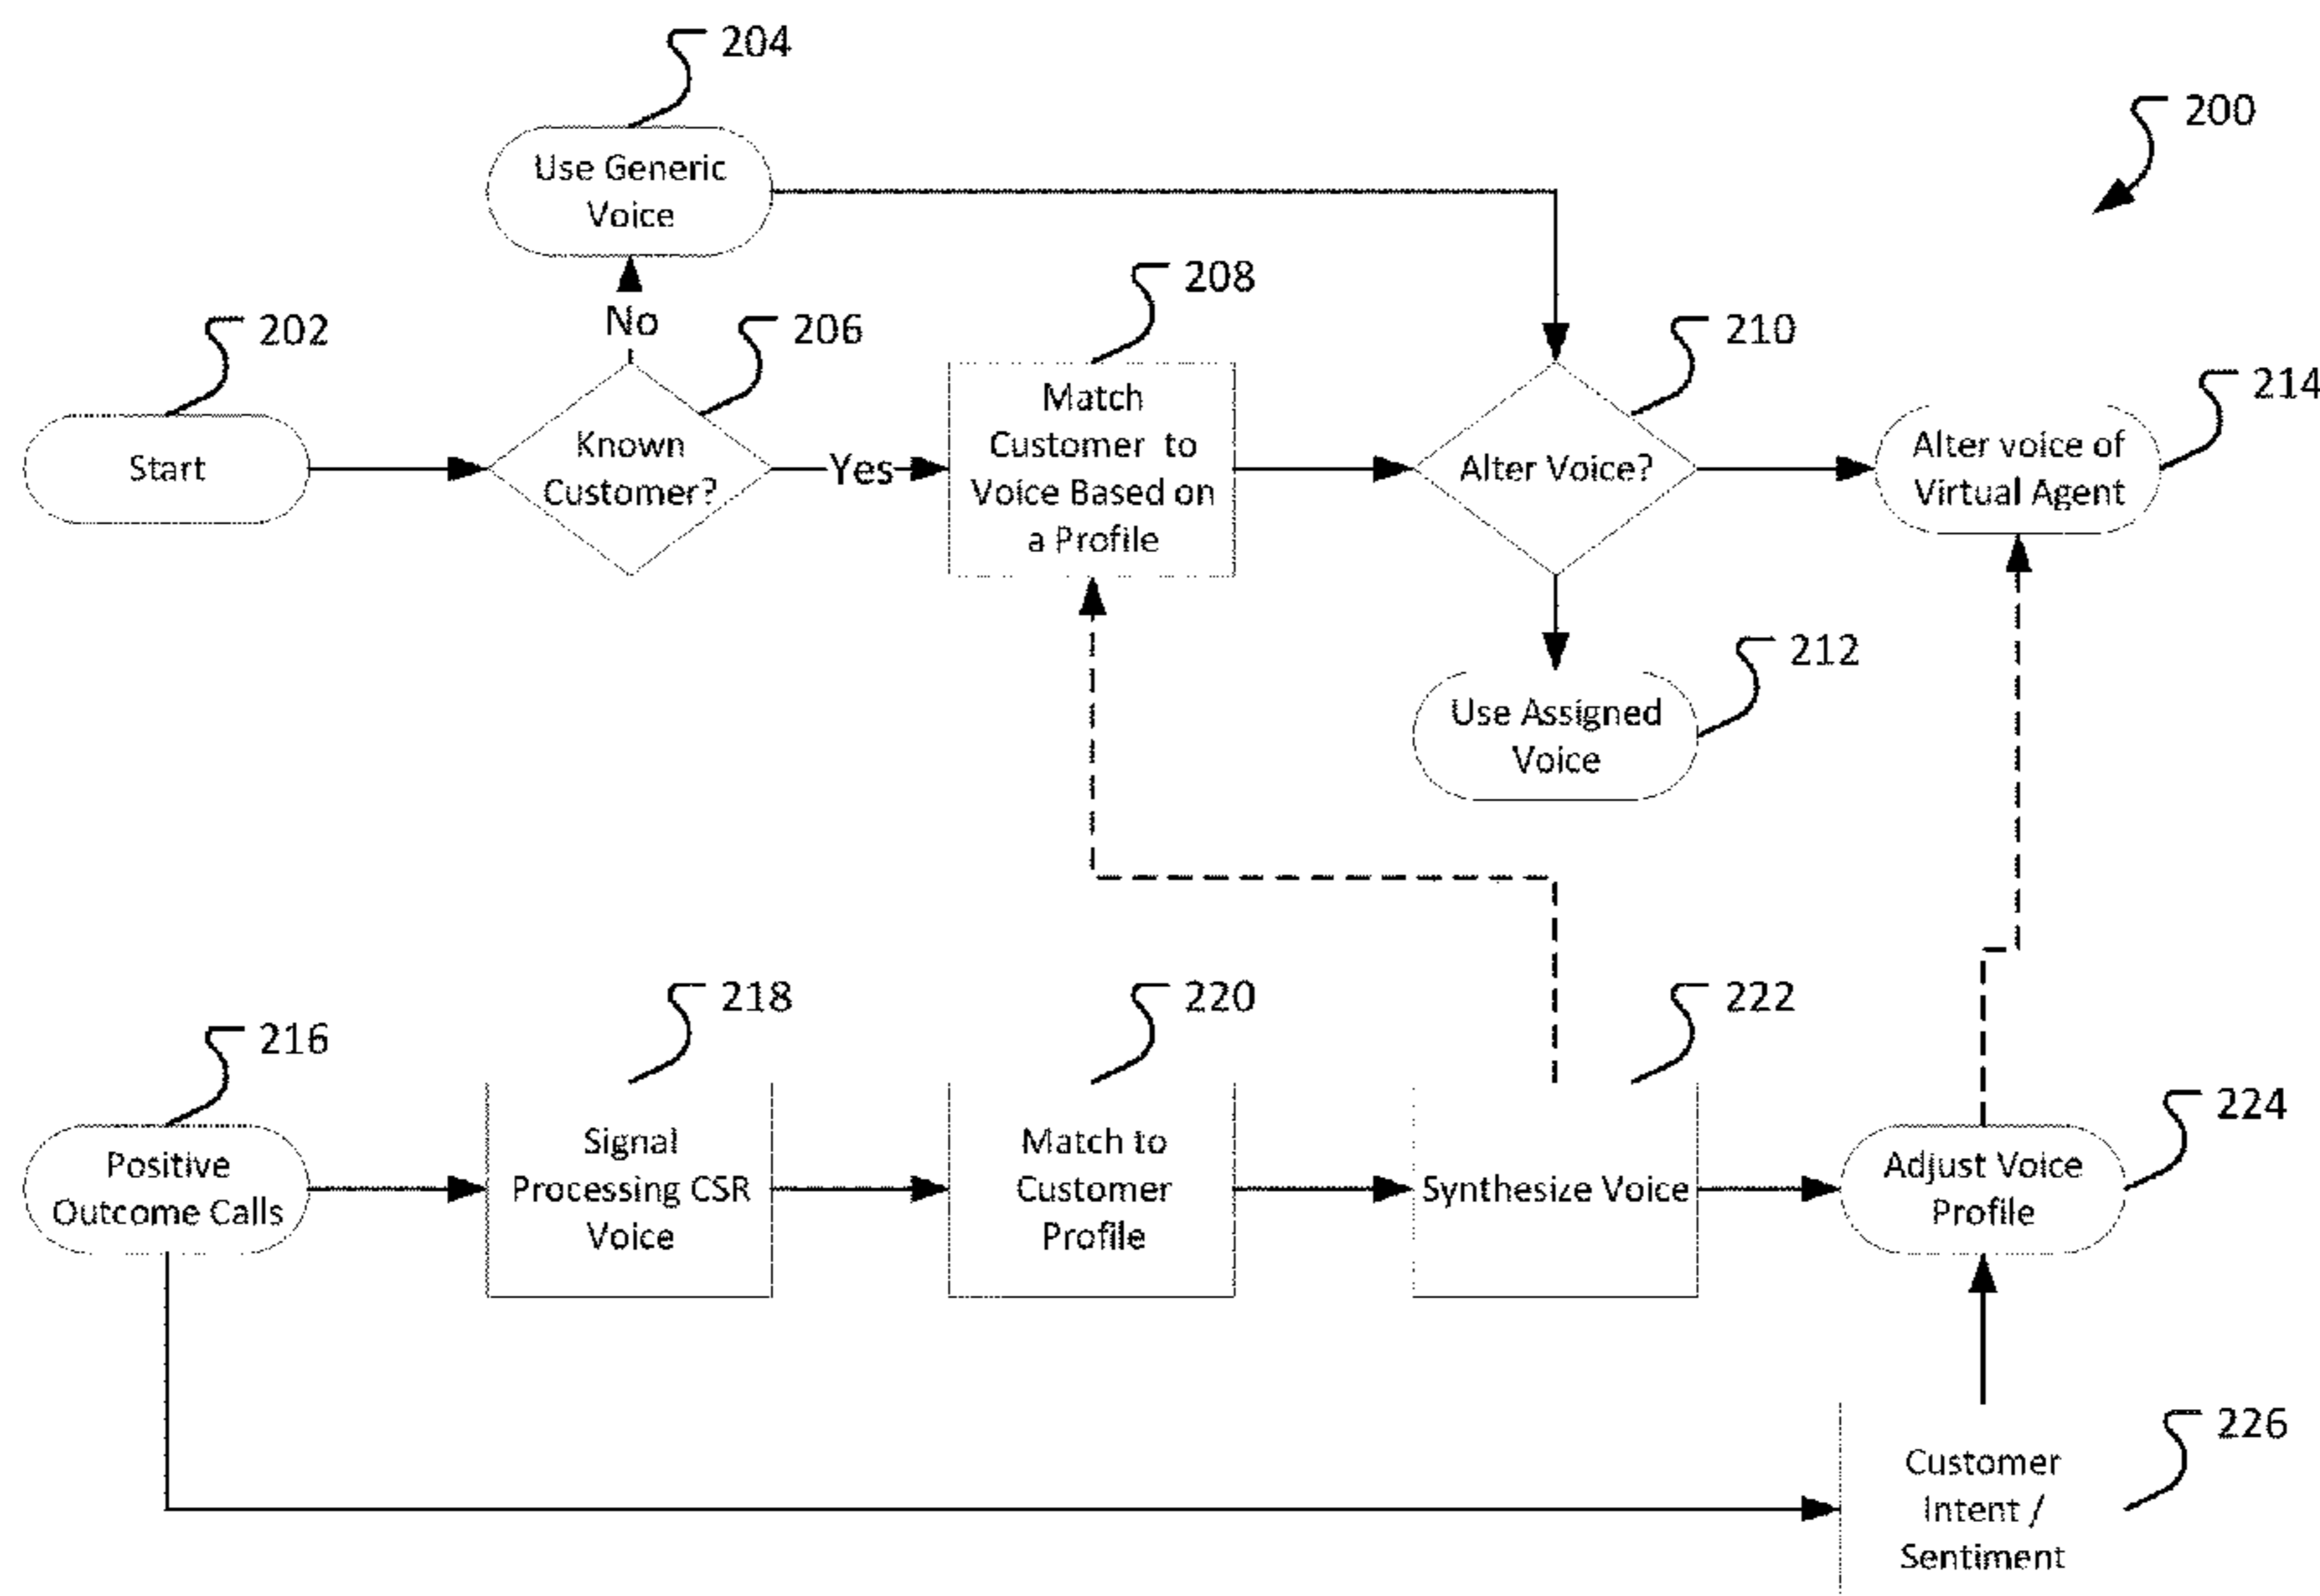 204
200
Use Generic
Voice
208
202
No
206
210
214
Match
Customer to
Voice Based on
a Profile
Start
Known
Customer?
Yes
Alter Voice?
Alter voice of
Virtual Agent
212
Use Assigned
Voice
216
218
220
222
224
Positive
Outcome Calls
Signal
Processing CSR
Voice
Match to
Customer
Profile
Synthesize Voice
Adjust Voice
Profile
226
Customer
Intent /
Sentiment